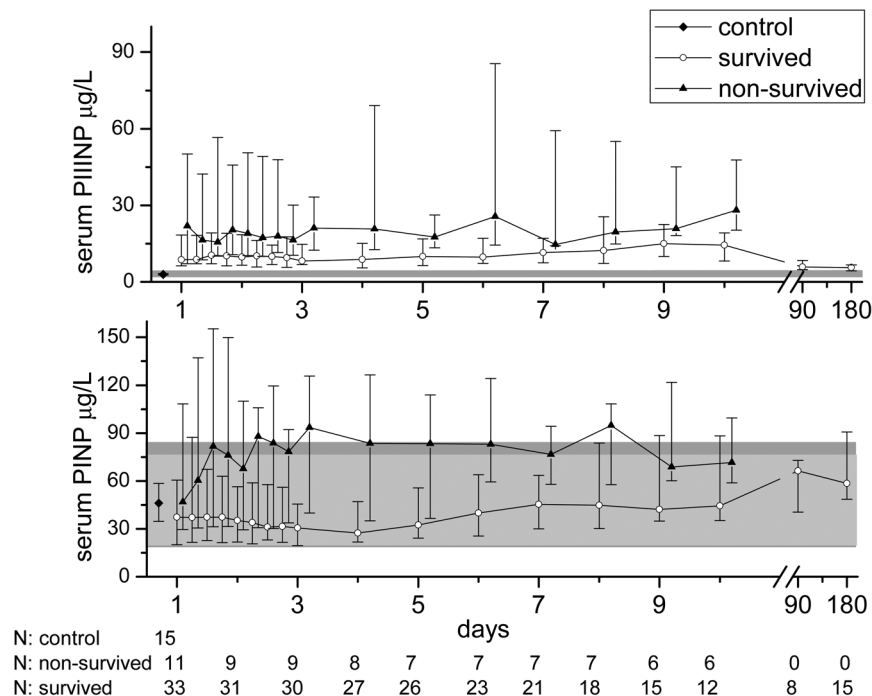 control
survived
non-survived
serum PIIINP µg/L
90
60
30
0
1 3 5 7 9 90 180
serum PINP µg/L
150
120
90
60
30
0
1 3 5 7 9 90 180
days
N: control 15
N: non-survived 11 9 9 8 7 7 7 7 6 6 0 0
N: survived 33 31 30 27 26 23 21 18 15 12 8 15